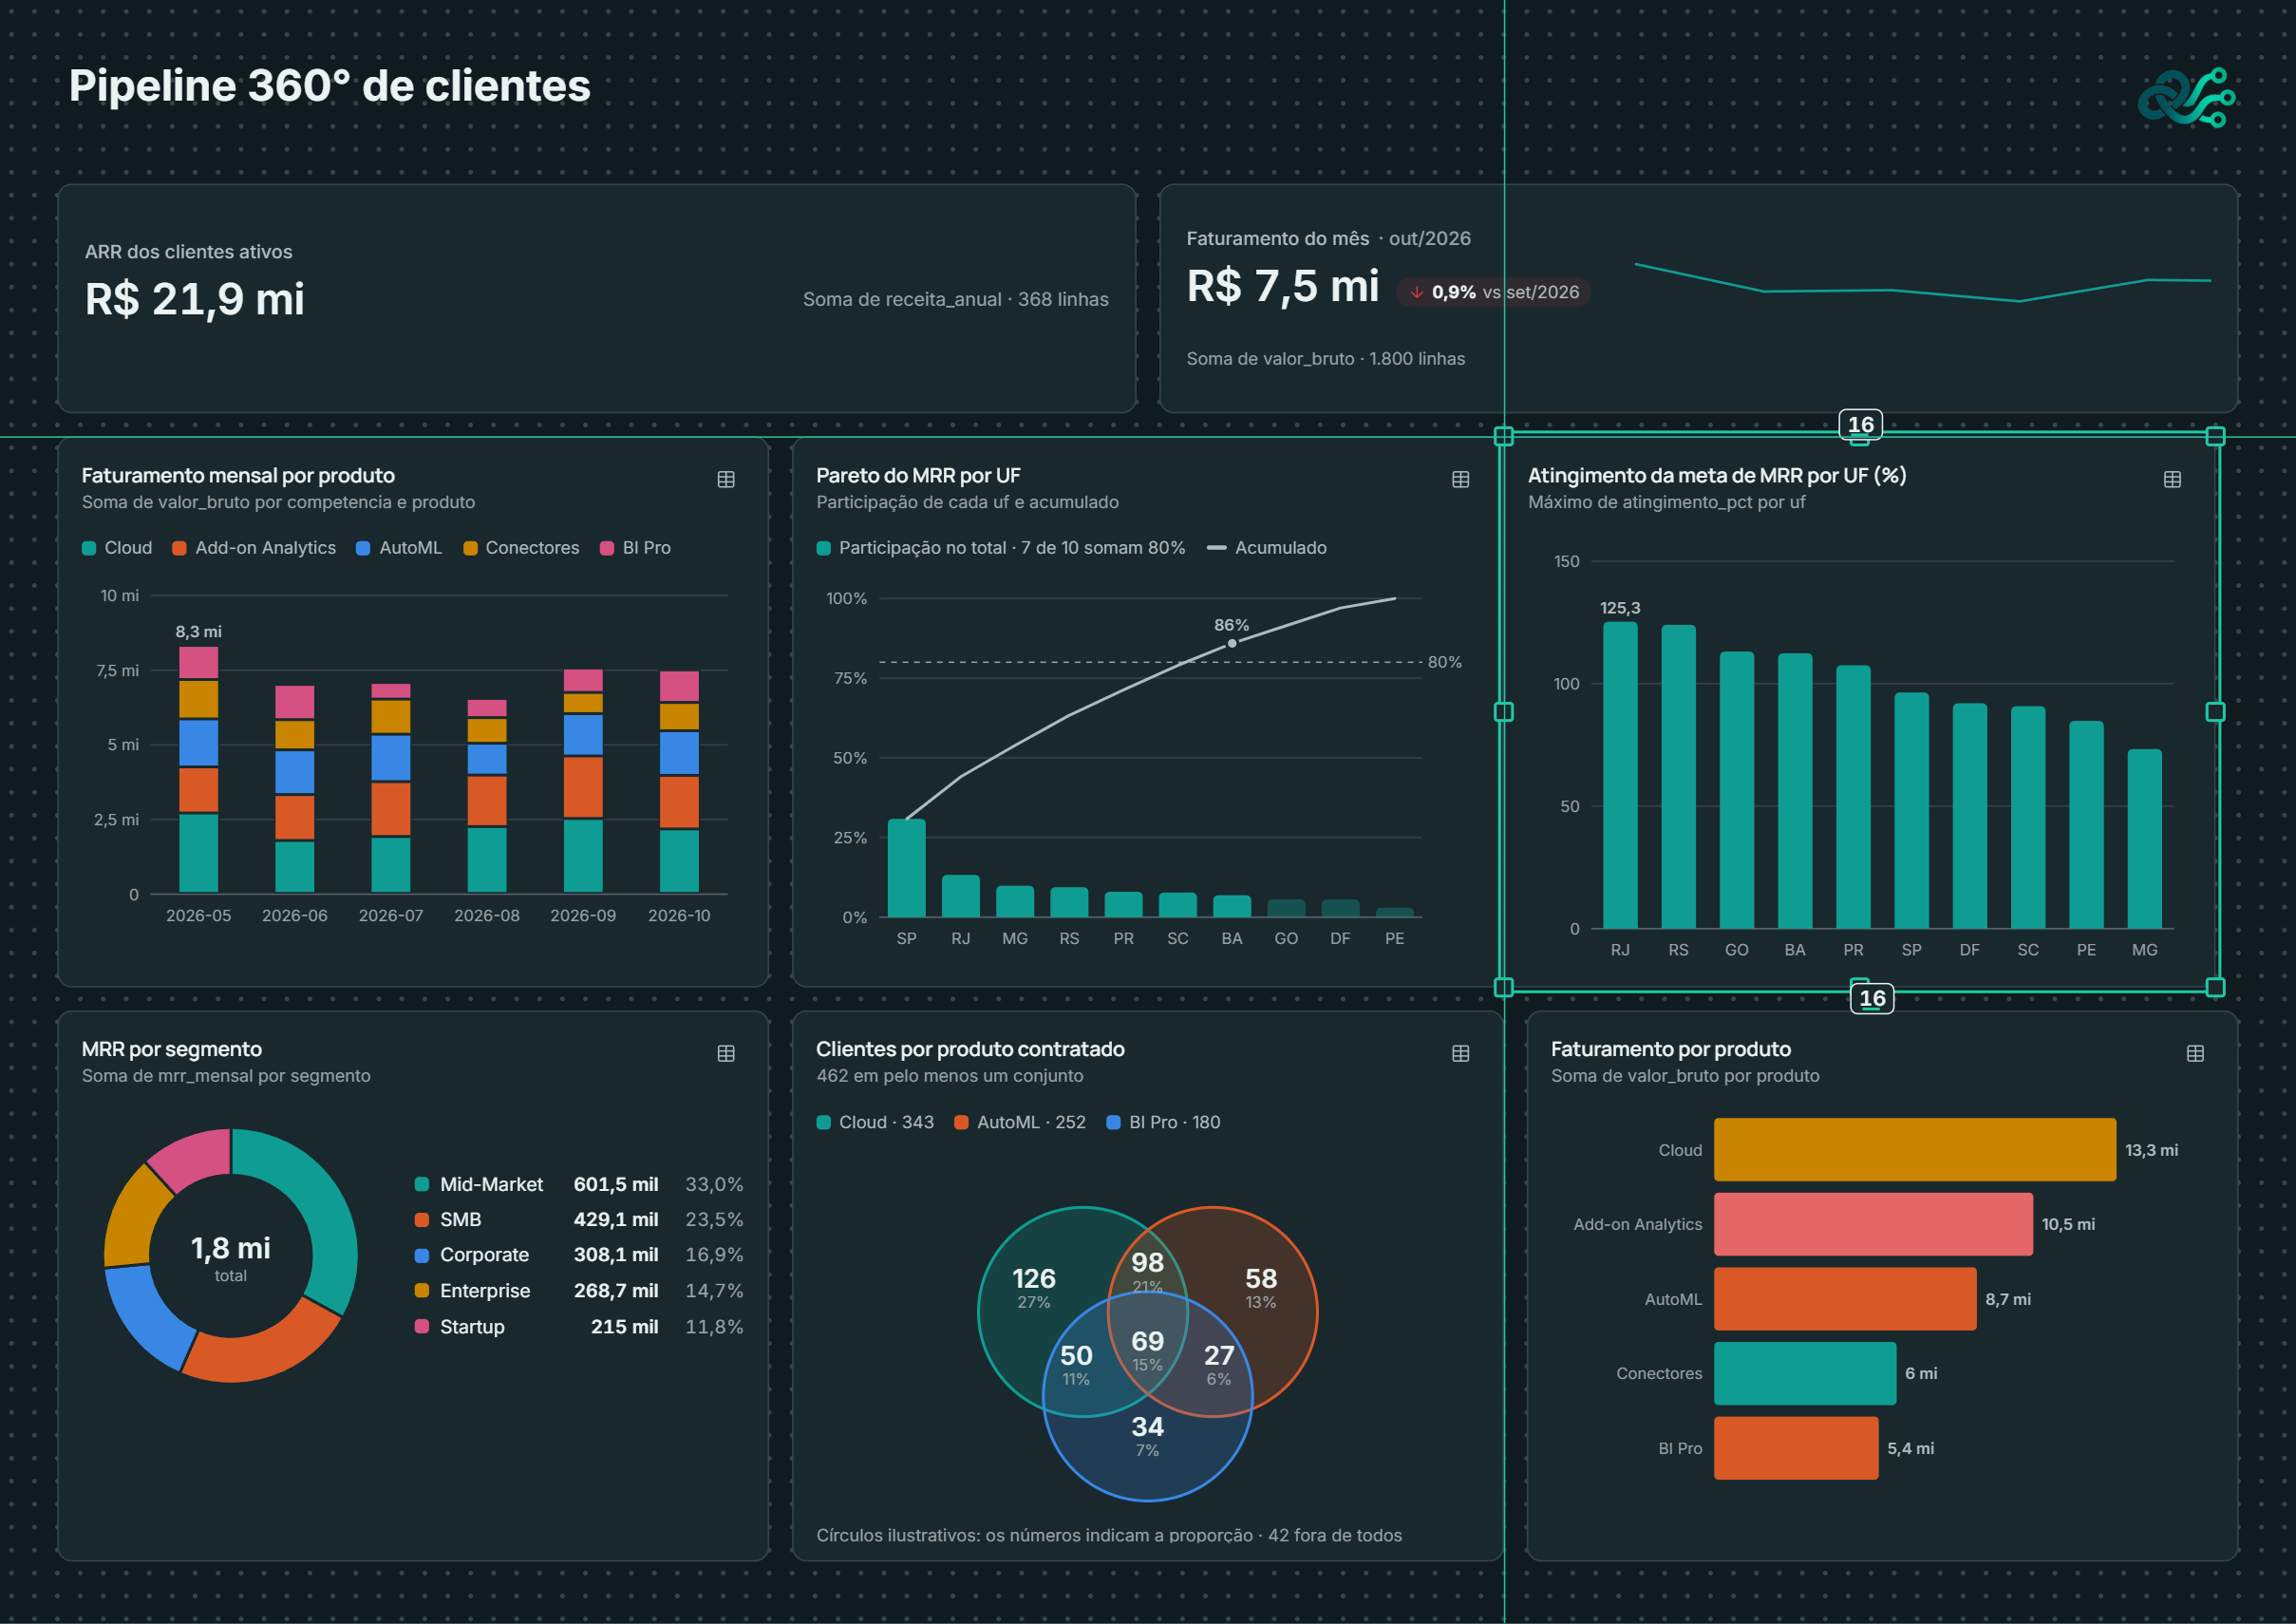 Pipeline 360° de clientes
ARR dos clientes ativos
R$ 21,9 mi
Soma de receita_anual · 368 linhas
Faturamento do mês · out/2026
R$ 7,5 mi
↓ 0,9% vs set/2026
Soma de valor_bruto · 1.800 linhas
Faturamento mensal por produto
Soma de valor_bruto por competencia e produto
Cloud Add-on Analytics AutoML Conectores BI Pro
10 mi
8,3 mi
7,5 mi
5 mi
2,5 mi
0
2026-05 2026-06 2026-07 2026-08 2026-09 2026-10
Pareto do MRR por UF
Participação de cada uf e acumulado
Participação no total · 7 de 10 somam 80% Acumulado
100%
86%
80%
75%
50%
25%
0%
SP RJ MG RS PR SC BA GO DF PE
16
Atingimento da meta de MRR por UF (%)
Máximo de atingimento_pct por uf
150
125,3
100
50
0
RJ RS GO BA PR SP DF SC PE MG
16
MRR por segmento
Soma de mrr_mensal por segmento
1,8 mi
total
Mid-Market 601,5 mil 33,0%
SMB 429,1 mil 23,5%
Corporate 308,1 mil 16,9%
Enterprise 268,7 mil 14,7%
Startup 215 mil 11,8%
Clientes por produto contratado
462 em pelo menos um conjunto
Cloud · 343 AutoML · 252 BI Pro · 180
126
27%
98
21%
58
13%
50
11%
69
15%
27
6%
34
7%
Círculos ilustrativos: os números indicam a proporção · 42 fora de todos
Faturamento por produto
Soma de valor_bruto por produto
Cloud 13,3 mi
Add-on Analytics 10,5 mi
AutoML 8,7 mi
Conectores 6 mi
BI Pro 5,4 mi